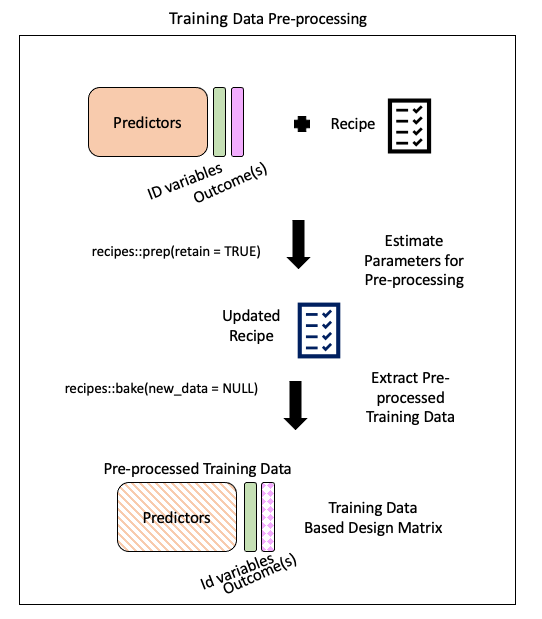 Training Data Pre-processing
Predictors
ID variables
Outcome(s)
Recipe
recipes::prep(retain = TRUE)
Estimate
Parameters for
Pre-processing
Updated
Recipe
recipes::bake(new_data = NULL)
Extract Pre-
processed
Training Data
Pre-processed Training Data
Predictors
Id variables
Outcome(s)
Training Data
Based Design Matrix